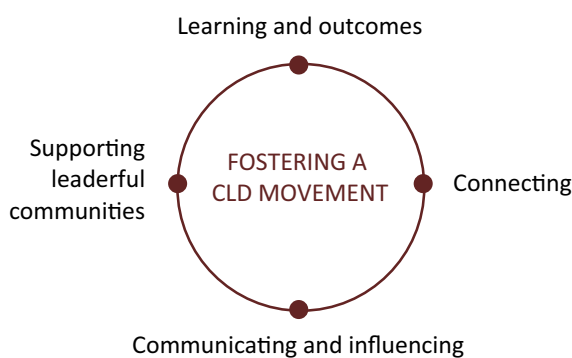 Learning and outcomes
Supporting
leaderful
communities
FOSTERING A
CLD MOVEMENT
Connecting
Communicating and influencing